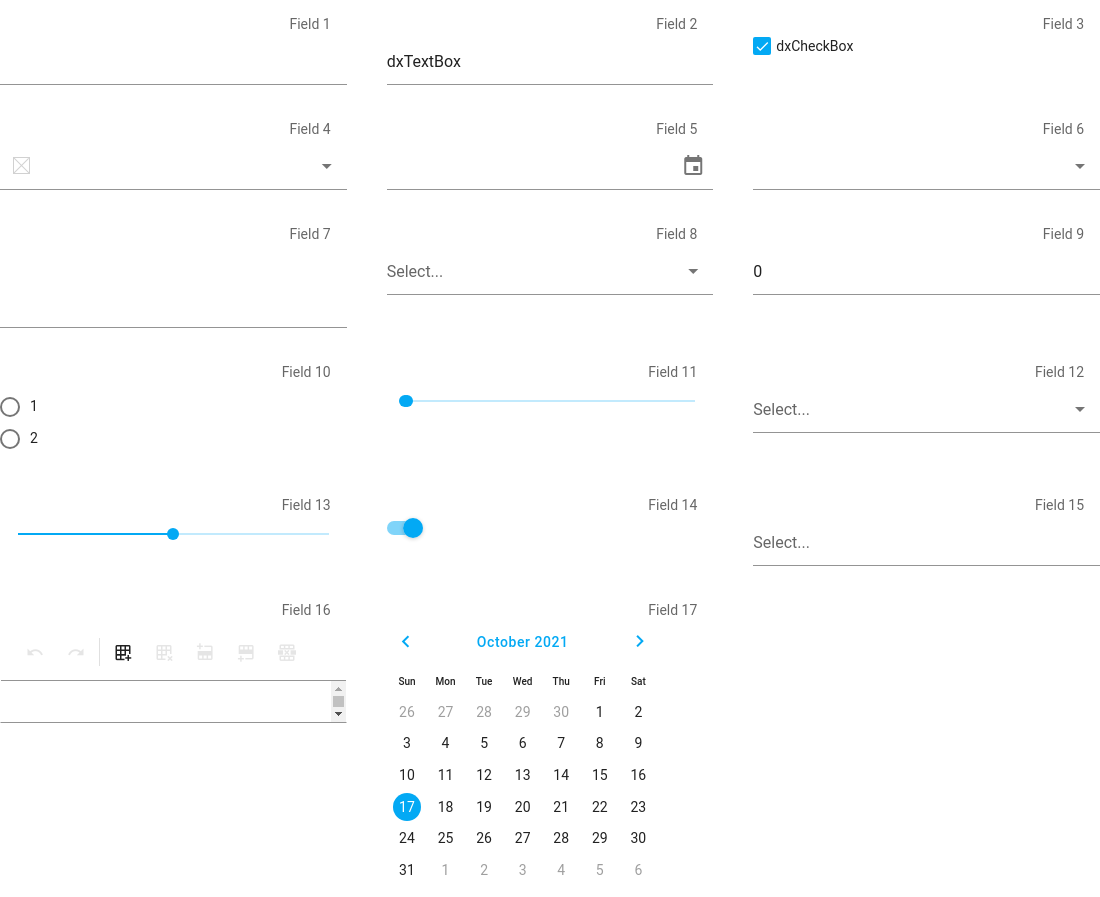 Field 1
Field 2
Field 3
dxTextBox
dxCheckBox
Field 4
Field 5
Field 6
Field 7
Field 8
Field 9
Select...
0
Field 10
Field 11
Field 12
1
2
Select...
Field 13
Field 14
Field 15
Select...
Field 16
Field 17
October 2021
Sun Mon Tue Wed Thu Fri Sat
26 27 28 29 30 1 2
3 4 5 6 7 8 9
10 11 12 13 14 15 16
17 18 19 20 21 22 23
24 25 26 27 28 29 30
31 1 2 3 4 5 6